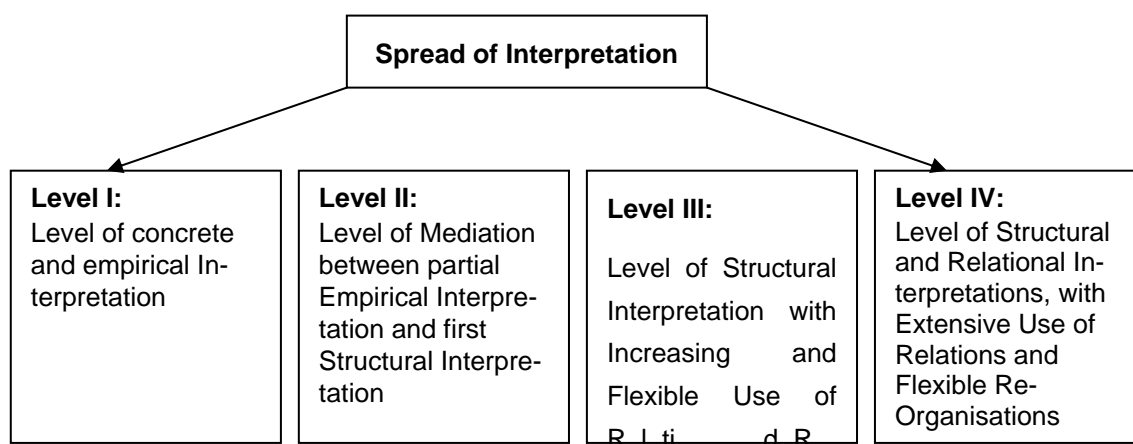 Spread of Interpretation
Level I:
Level of concrete
and empirical In-
terpretation
Level II:
Level of Mediation
between partial
Empirical Interpre-
tation and first
Structural Interpre-
tation
Level III:
Level of Structural
Interpretation with
Increasing and
Flexible Use of
Level IV:
Level of Structural
and Relational In-
terpretations, with
Extensive Use of
Relations and
Flexible Re-
Organisations